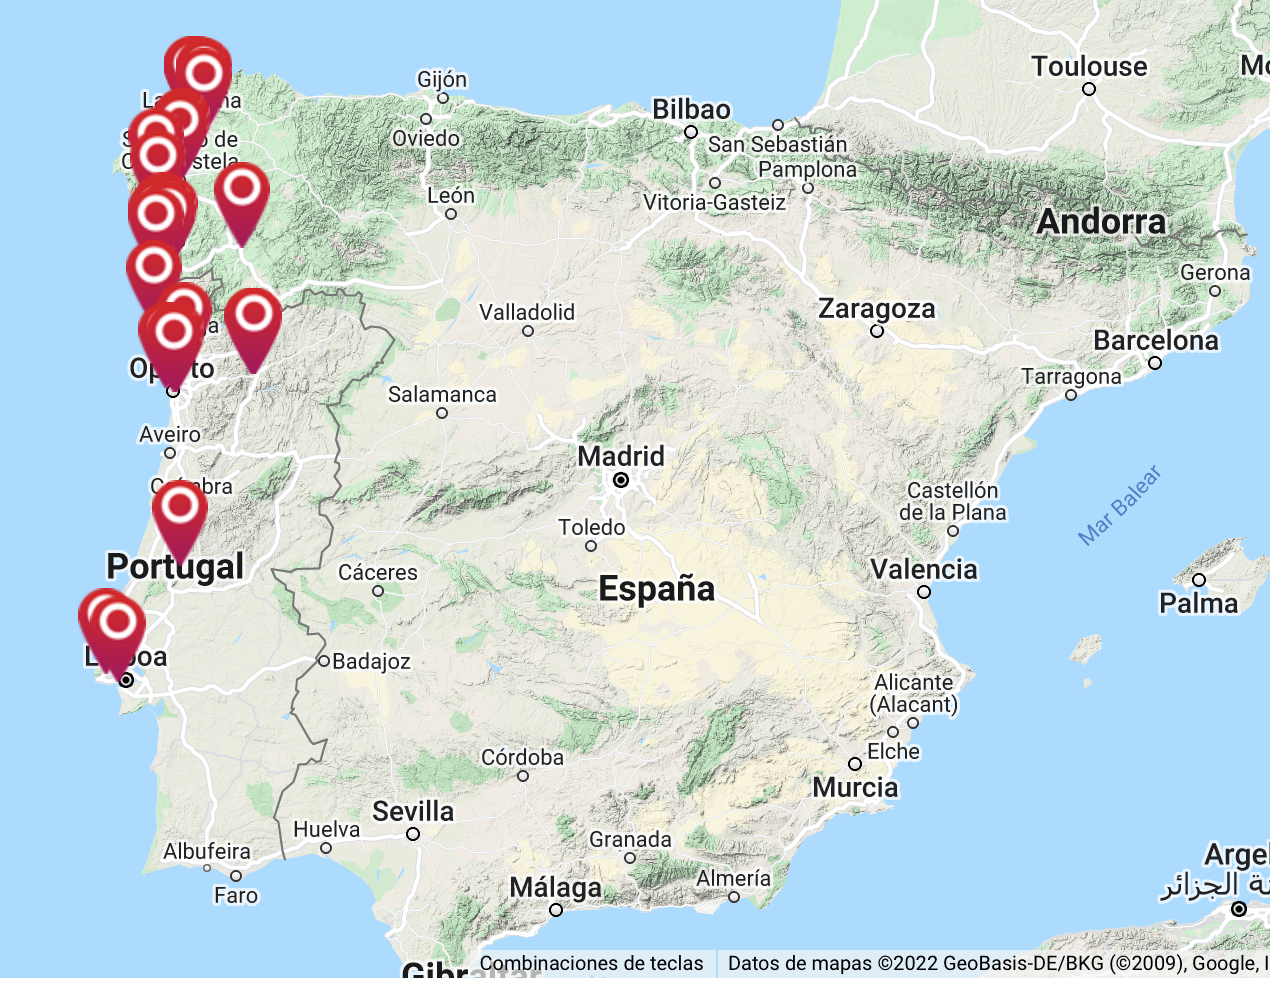 Toulouse
Gijón
Bilbao
Oviedo
San Sebastián
Pamplona
León
Vitoria-Gasteiz
Andorra
Gerona
Valladolid
Zaragoza
Barcelona
Tarragona
Salamanca
Aveiro
Madrid
Castellón
de la Plana
Mar Balear
Toledo
Portugal
Cáceres
España
Valencia
Palma
Badajoz
Alicante
(Alacant)
Elche
Córdoba
Murcia
Sevilla
Huelva
Granada
Albufeira
Faro
Málaga
Almería
الجزائر
Combinaciones de teclas
Datos de mapas ©2022 GeoBasis-DE/BKG (©2009), Google,